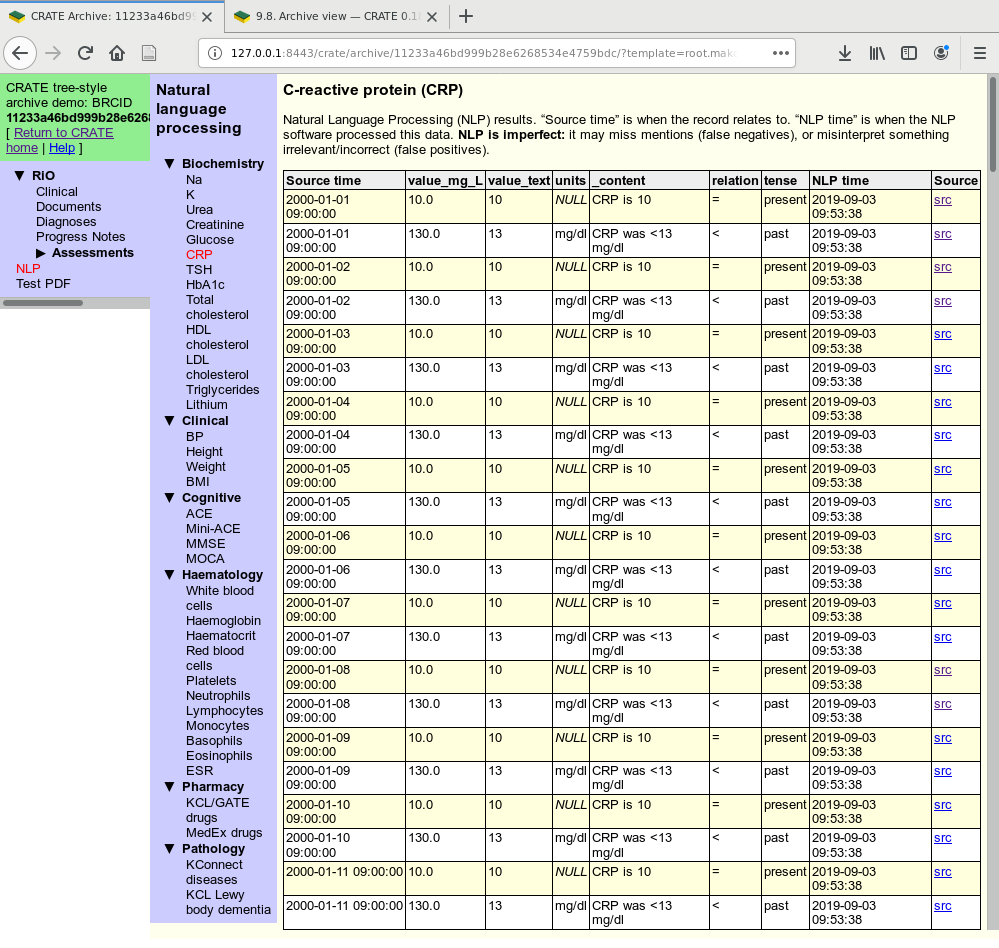 CRATE Archive: 11233a46bd9
9.8. Archive view — CRATE 0.1
127.0.0.1:8443/crate/archive/11233a46bd999b28e6268534e4759bdc/?template=root.mak
CRATE tree-style
archive demo: BRCID
11233a46bd999b28e626
[ Return to CRATE
home | Help ]
▼ RiO
Clinical
Documents
Diagnoses
Progress Notes
▶ Assessments
NLP
Test PDF
Natural
language
processing
▼ Biochemistry
Na
K
Urea
Creatinine
Glucose
CRP
TSH
HbA1c
Total
cholesterol
HDL
cholesterol
LDL
cholesterol
Triglycerides
Lithium
▼ Clinical
BP
Height
Weight
BMI
▼ Cognitive
ACE
Mini-ACE
MMSE
MOCA
▼ Haematology
White blood
cells
Haemoglobin
Haematocrit
Red blood
cells
Platelets
Neutrophils
Lymphocytes
Monocytes
Basophils
Eosinophils
ESR
▼ Pharmacy
KCL/GATE
drugs
MedEx drugs
▼ Pathology
KConnect
diseases
KCL Lewy
body dementia
C-reactive protein (CRP)
Natural Language Processing (NLP) results. “Source time” is when the record relates to. “NLP time” is when the NLP
software processed this data. NLP is imperfect: it may miss mentions (false negatives), or misinterpret something
irrelevant/incorrect (false positives).
Source time value_mg_L value_text units _content relation tense NLP time Source
2000-01-01 10.0 10 NULL CRP is 10 = present 2019-09-03 src
09:00:00 09:53:38
2000-01-01 130.0 13 mg/dl CRP was <13 < past 2019-09-03 src
09:00:00 mg/dl 09:53:38
2000-01-02 10.0 10 NULL CRP is 10 = present 2019-09-03 src
09:00:00 09:53:38
2000-01-02 130.0 13 mg/dl CRP was <13 < past 2019-09-03 src
09:00:00 mg/dl 09:53:38
2000-01-03 10.0 10 NULL CRP is 10 = present 2019-09-03 src
09:00:00 09:53:38
2000-01-03 130.0 13 mg/dl CRP was <13 < past 2019-09-03 src
09:00:00 mg/dl 09:53:38
2000-01-04 10.0 10 NULL CRP is 10 = present 2019-09-03 src
09:00:00 09:53:38
2000-01-04 130.0 13 mg/dl CRP was <13 < past 2019-09-03 src
09:00:00 mg/dl 09:53:38
2000-01-05 10.0 10 NULL CRP is 10 = present 2019-09-03 src
09:00:00 09:53:38
2000-01-05 130.0 13 mg/dl CRP was <13 < past 2019-09-03 src
09:00:00 mg/dl 09:53:38
2000-01-06 10.0 10 NULL CRP is 10 = present 2019-09-03 src
09:00:00 09:53:38
2000-01-06 130.0 13 mg/dl CRP was <13 < past 2019-09-03 src
09:00:00 mg/dl 09:53:38
2000-01-07 10.0 10 NULL CRP is 10 = present 2019-09-03 src
09:00:00 09:53:38
2000-01-07 130.0 13 mg/dl CRP was <13 < past 2019-09-03 src
09:00:00 mg/dl 09:53:38
2000-01-08 10.0 10 NULL CRP is 10 = present 2019-09-03 src
09:00:00 09:53:38
2000-01-08 130.0 13 mg/dl CRP was <13 < past 2019-09-03 src
09:00:00 mg/dl 09:53:38
2000-01-09 10.0 10 NULL CRP is 10 = present 2019-09-03 src
09:00:00 09:53:38
2000-01-09 130.0 13 mg/dl CRP was <13 < past 2019-09-03 src
09:00:00 mg/dl 09:53:38
2000-01-10 10.0 10 NULL CRP is 10 = present 2019-09-03 src
09:00:00 09:53:38
2000-01-10 130.0 13 mg/dl CRP was <13 < past 2019-09-03 src
09:00:00 mg/dl 09:53:38
2000-01-11 09:00:00 10.0 10 NULL CRP is 10 = present 2019-09-03 src
09:53:38
2000-01-11 09:00:00 130.0 13 mg/dl CRP was <13 < past 2019-09-03 src
mg/dl 09:53:38